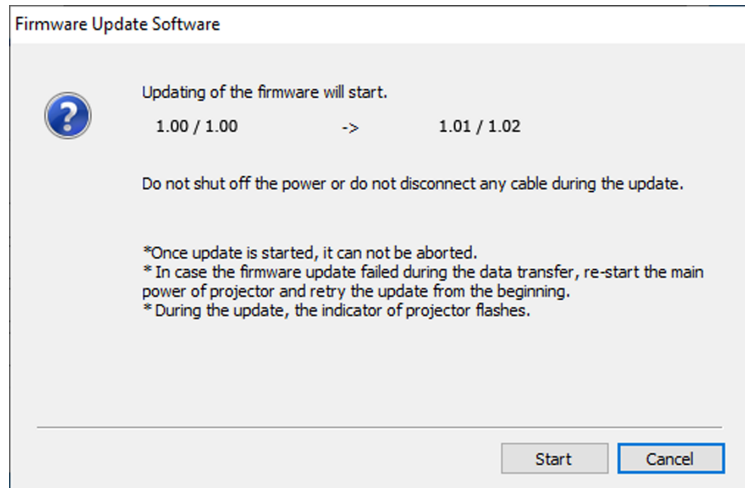 Firmware Update Software
Updating of the firmware will start.
1.00 / 1.00 -> 1.01 / 1.02
Do not shut off the power or do not disconnect any cable during the update.
*Once update is started, it can not be aborted.
* In case the firmware update failed during the data transfer, re-start the main
power of projector and retry the update from the beginning.
* During the update, the indicator of projector flashes.
Start Cancel